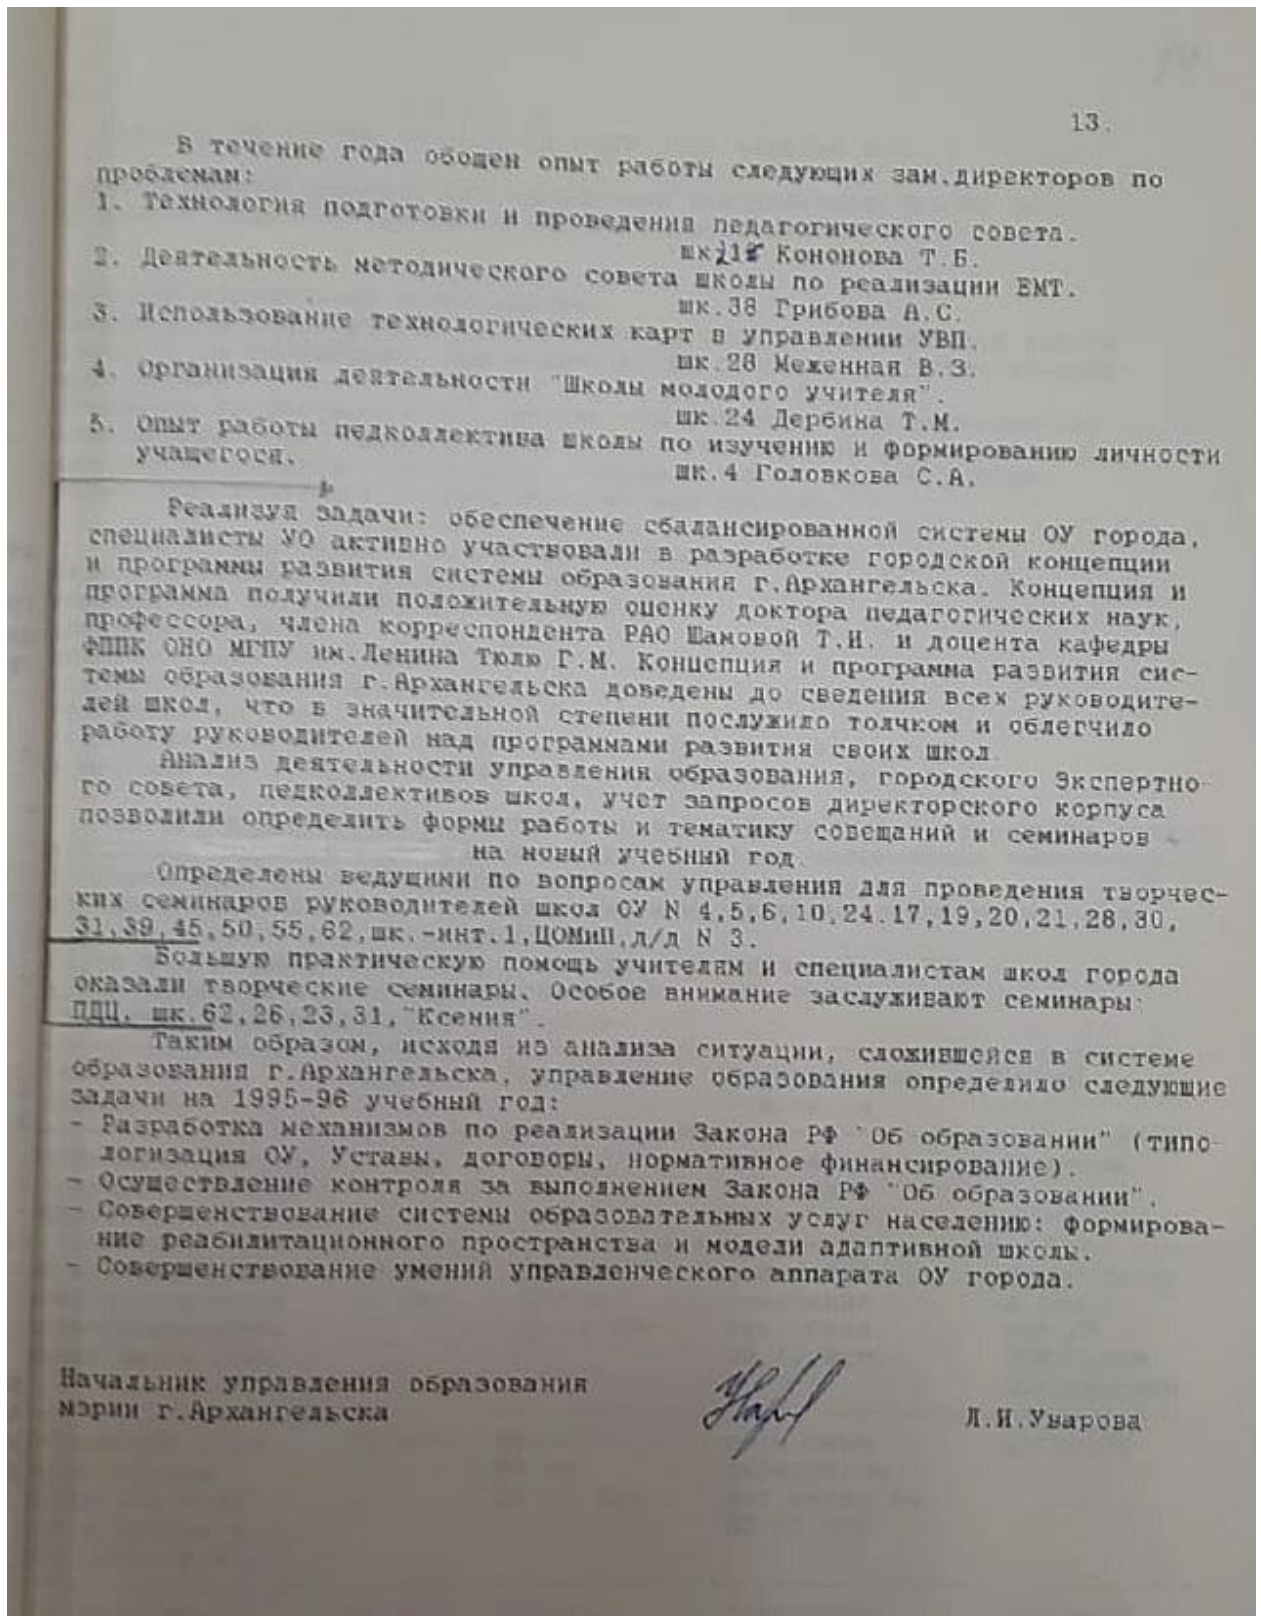 14
13.
В течение года обощен опыт работы следующих зам.директоров по
проблемам:
1. Технология подготовки и проведения педагогического совета.
Кононова Т.Б.
2. Деятельность методического совета школы по реализации ЕМТ.
шк.38 Грибова А.С.
3. Использование технологических карт в управлении УВП.
шк.28 Меженная В.З.
4. Организация деятельности "Школы молодого учителя".
шк.24 Дербина Т.М.
5. Опыт работы педколлектива школы по изучению и формированию личности
учащегося.
шк.4 Головкова С.А.
Реализуя задачи: обеспечение сбалансированной системы ОУ города,
специалисты УО активно участвовали в разработке городской концепции
и программы развития системы образования г.Архангельска. Концепция и
программа получили положительную оценку доктора педагогических наук,
профессора, члена корреспондента РАО Шамовой Т.И. и доцента кафедры
ФППК ОНО МГПУ им.Ленина Тюлю Г.М. Концепция и программа развития сис-
темы образования г.Архангельска доведены до сведения всех руководите-
лей школ, что в значительной степени послужило толчком и облегчило
работу руководителей над программами развития своих школ.
Анализ деятельности управления образования, городского Экспертно-
го совета, педколлективов школ, учет запросов директорского корпуса
позволили определить формы работы и тематику совещаний и семинаров -
на новый учебный год.
Определены ведущими по вопросам управления для проведения творчес-
ких семинаров руководителей школ ОУ N 4,5,6,10,24.17,19,20,21,28,30,
31,39,45,50,55,62,шк.-инт.1,ЦОМиП,д/д N 3.
Большую практическую помощь учителям и специалистам школ города
оказали творческие семинары. Особое внимание заслуживают семинары:
ПДЦ, шк.62,26,23,31,"Ксения".
Таким образом, исходя из анализа ситуации, сложившейся в системе
образования г.Архангельска, управление образования определило следующие
задачи на 1995-96 учебный год:
- Разработка механизмов по реализации Закона РФ "Об образовании" (типо-
логизация ОУ, Уставы, договоры, нормативное финансирование).
- Осуществление контроля за выполнением Закона РФ "Об образовании".
- Совершенствование системы образовательных услуг населению: формирова-
ние реабилитационного пространства и модели адаптивной школы.
- Совершенствование умений управленческого аппарата ОУ города.
Начальник управления образования
мэрии г.Архангельска
Л.И.Уварова